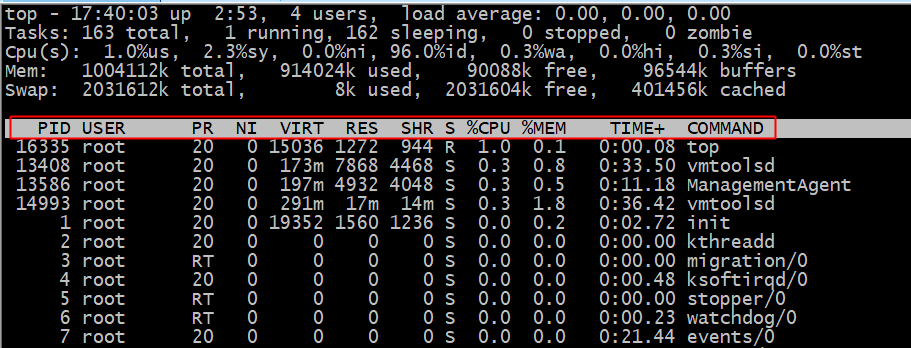 top - 17:40:03 up  2:53,  4 users,  load average: 0.00, 0.00, 0.00
Tasks: 163 total,   1 running, 162 sleeping,   0 stopped,   0 zombie
Cpu(s):  1.0%us,  2.3%sy,  0.0%ni, 96.0%id,  0.3%wa,  0.0%hi,  0.3%si,  0.0%st
Mem:   1004112k total,   914024k used,    90088k free,    96544k buffers
Swap:  2031612k total,        8k used,  2031604k free,   401456k cached
  PID USER      PR  NI  VIRT  RES  SHR S %CPU %MEM    TIME+  COMMAND
16335 root      20   0 15036 1272  944 R  1.0  0.1   0:00.08 top
13408 root      20   0  173m 7868 4468 S  0.3  0.8   0:33.50 vmtoolsd
13586 root      20   0  197m 4932 4048 S  0.3  0.5   0:11.18 ManagementAgent
14993 root      20   0  291m  17m  14m S  0.3  1.8   0:36.42 vmtoolsd
    1 root      20   0 19352 1560 1236 S  0.0  0.2   0:02.72 init
    2 root      20   0     0    0    0 S  0.0  0.0   0:00.00 kthreadd
    3 root      RT   0     0    0    0 S  0.0  0.0   0:00.00 migration/0
    4 root      20   0     0    0    0 S  0.0  0.0   0:00.48 ksoftirqd/0
    5 root      RT   0     0    0    0 S  0.0  0.0   0:00.00 stopper/0
    6 root      RT   0     0    0    0 S  0.0  0.0   0:00.23 watchdog/0
    7 root      20   0     0    0    0 S  0.0  0.0   0:21.44 events/0